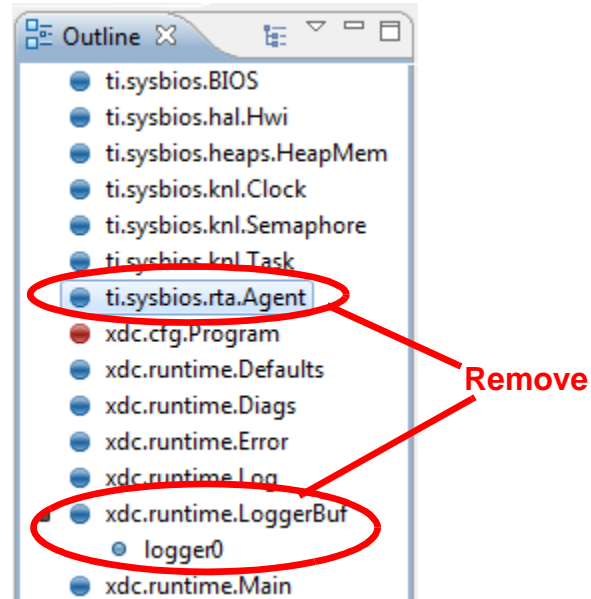 Outline
ti.sysbios.BIOS
ti.sysbios.hal.Hwi
ti.sysbios.heaps.HeapMem
ti.sysbios.knl.Clock
ti.sysbios.knl.Semaphore
ti.sysbios.knl.Task
ti.sysbios.rta.Agent
xdc.cfg.Program
xdc.runtime.Defaults
Remove
xdc.runtime.Diags
xdc.runtime.Error
xdc.runtime.Log
xdc.runtime.LoggerBuf
logger0
xdc.runtime.Main